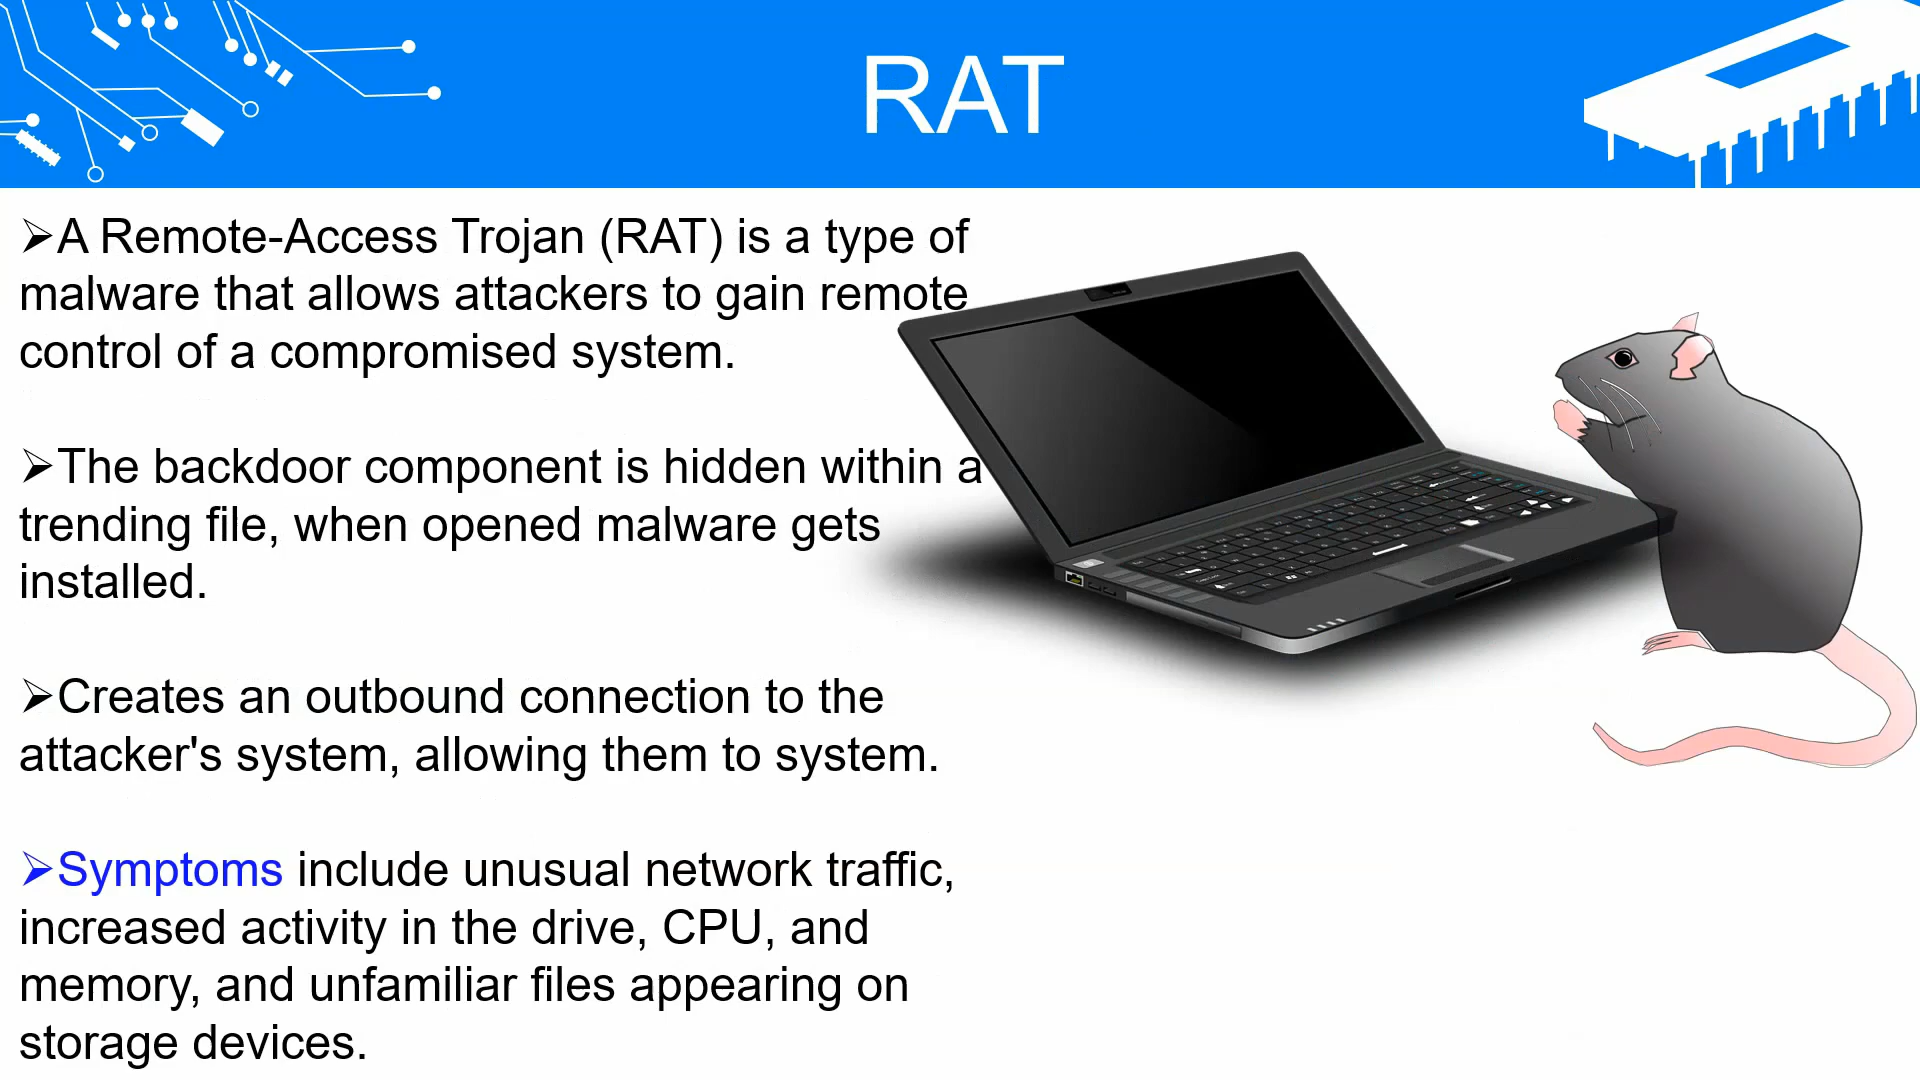 RAT
➢A Remote-Access Trojan (RAT) is a type of
malware that allows attackers to gain remote
control of a compromised system.
➢The backdoor component is hidden within a
trending file, when opened malware gets
installed.
➢Creates an outbound connection to the
attacker's system, allowing them to system.
➢Symptoms include unusual network traffic,
increased activity in the drive, CPU, and
memory, and unfamiliar files appearing on
storage devices.